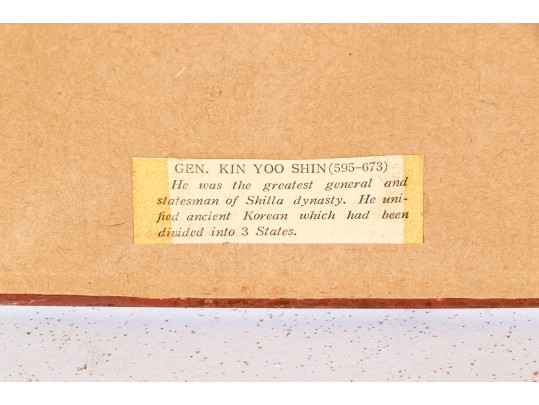 GEN. KIN YOO SHIN(595–673)
He was the greatest general and
statesman of Shilla dynasty. He uni-
fied ancient Korean which had been
divided into 3 States.